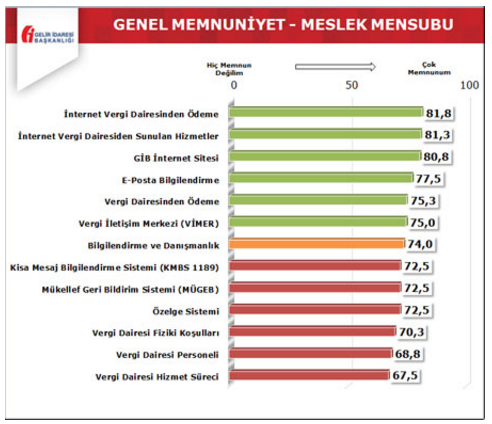 GELİR İDARESİ
BAŞKANLIĞI
GENEL MEMNUNİYET - MESLEK MENSUBU
Hiç Memnun
Değilim
Çok
Memnunum
0 50 100
İnternet Vergi Dairesinden Ödeme 81,8
İnternet Vergi Dairesiden Sunulan Hizmetler 81,3
GİB İnternet Sitesi 80,8
E-Posta Bilgilendirme 77,5
Vergi Dairesinden Ödeme 75,3
Vergi İletişim Merkezi (VİMER) 75,0
Bilgilendirme ve Danışmanlık 74,0
Kisa Mesaj Bilgilendirme Sistemi (KMBS 1189) 72,5
Mükellef Geri Bildirim Sistemi (MÜGEB) 72,5
Özelge Sistemi 72,5
Vergi Dairesi Fiziki Koşulları 70,3
Vergi Dairesi Personeli 68,8
Vergi Dairesi Hizmet Süreci 67,5